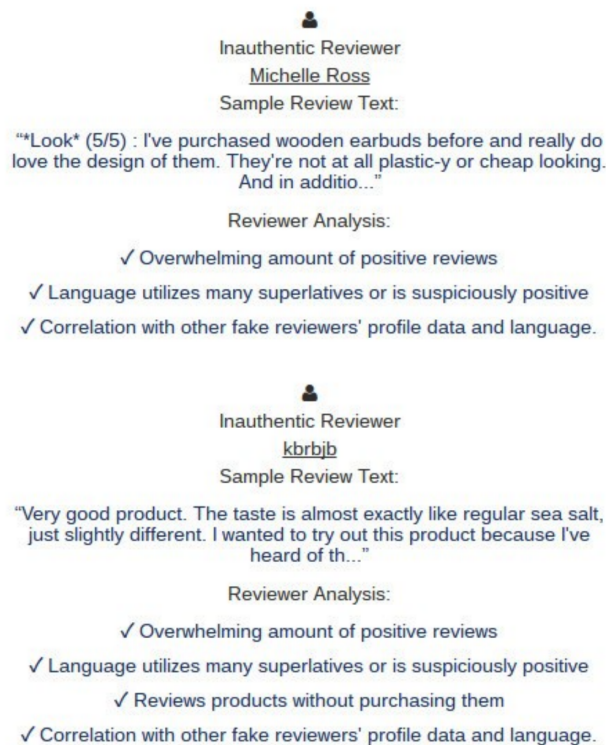 Inauthentic Reviewer
Michelle Ross
Sample Review Text:
“*Look* (5/5) : I've purchased wooden earbuds before and really do
love the design of them. They're not at all plastic-y or cheap looking.
And in additio...”
Reviewer Analysis:
✓ Overwhelming amount of positive reviews
✓ Language utilizes many superlatives or is suspiciously positive
✓ Correlation with other fake reviewers' profile data and language.
Inauthentic Reviewer
kbrbjb
Sample Review Text:
“Very good product. The taste is almost exactly like regular sea salt,
just slightly different. I wanted to try out this product because I've
heard of th...”
Reviewer Analysis:
✓ Overwhelming amount of positive reviews
✓ Language utilizes many superlatives or is suspiciously positive
✓ Reviews products without purchasing them
✓ Correlation with other fake reviewers' profile data and language.